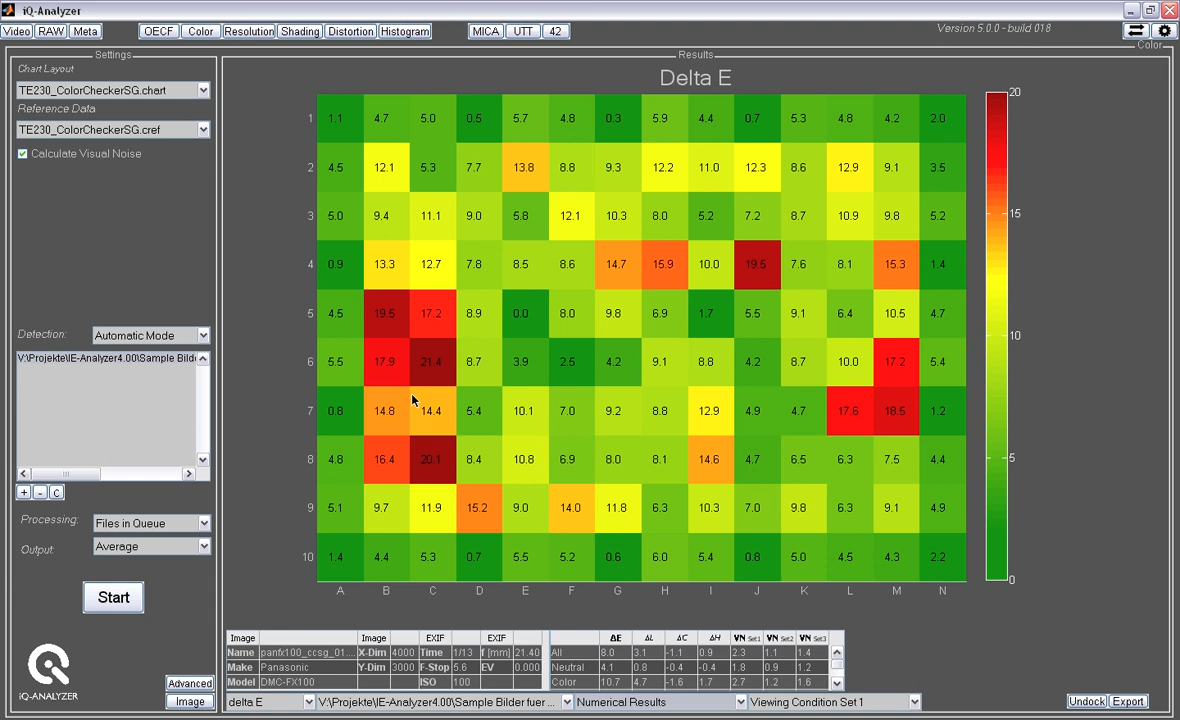 iQ-Analyzer
Video RAW Meta OECF Color Resolution Shading Distortion Histogram MICA UTT 42 Version 5.0.0 - build 018
Color
Settings
Results
Chart Layout
TE230_ColorCheckerSG.chart
Reference Data
TE230_ColorCheckerSG.cref
Calculate Visual Noise
Detection: Automatic Mode
V:\Projekte\IE-Analyzer4.00\Sample Bild
+ - C
Processing: Files in Queue
Output: Average
Start
iQ-ANALYZER
Advanced
Image
Delta E
1 1.1 4.7 5.0 0.5 5.7 4.8 0.3 5.9 4.4 0.7 5.3 4.8 4.2 2.0
2 4.5 12.1 5.3 7.7 13.8 8.8 9.3 12.2 11.0 12.3 8.6 12.9 9.1 3.5
3 5.0 9.4 11.1 9.0 5.8 12.1 10.3 8.0 5.2 7.2 8.7 10.9 9.8 5.2
4 0.9 13.3 12.7 7.8 8.5 8.6 14.7 15.9 10.0 19.5 7.6 8.1 15.3 1.4
5 4.5 19.5 17.2 8.9 0.0 8.0 9.8 6.9 1.7 5.5 9.1 6.4 10.5 4.7
6 5.5 17.9 21.4 8.7 3.9 2.5 4.2 9.1 8.8 4.2 8.7 10.0 17.2 5.4
7 0.8 14.8 14.4 5.4 10.1 7.0 9.2 8.8 12.9 4.9 4.7 17.6 18.5 1.2
8 4.8 16.4 20.1 8.4 10.8 6.9 8.0 8.1 14.6 4.7 6.5 6.3 7.5 4.4
9 5.1 9.7 11.9 15.2 9.0 14.0 11.8 6.3 10.3 7.0 9.8 6.3 9.1 4.9
10 1.4 4.4 5.3 0.7 5.5 5.2 0.6 6.0 5.4 0.8 5.0 4.5 4.3 2.2
A B C D E F G H I J K L M N
20
15
10
5
0
Image Image EXIF EXIF ΔE ΔL ΔC ΔH VN Set1 VN Set2 VN Set3
Name panfx100_ccsg_01.... X-Dim 4000 Time 1/13 f [mm] 21.40 All 8.0 3.1 -1.1 0.9 2.3 1.1 1.4
Make Panasonic Y-Dim 3000 F-Stop 5.6 EV 0.000 Neutral 4.1 0.8 -0.4 -0.4 1.8 0.9 1.2
Model DMC-FX100 ISO 100 Color 10.7 4.7 -1.6 1.7 2.7 1.2 1.6
delta E V:\Projekte\IE-Analyzer4.00\Sample Bilder fuer ... Numerical Results Viewing Condition Set 1 Undock Export